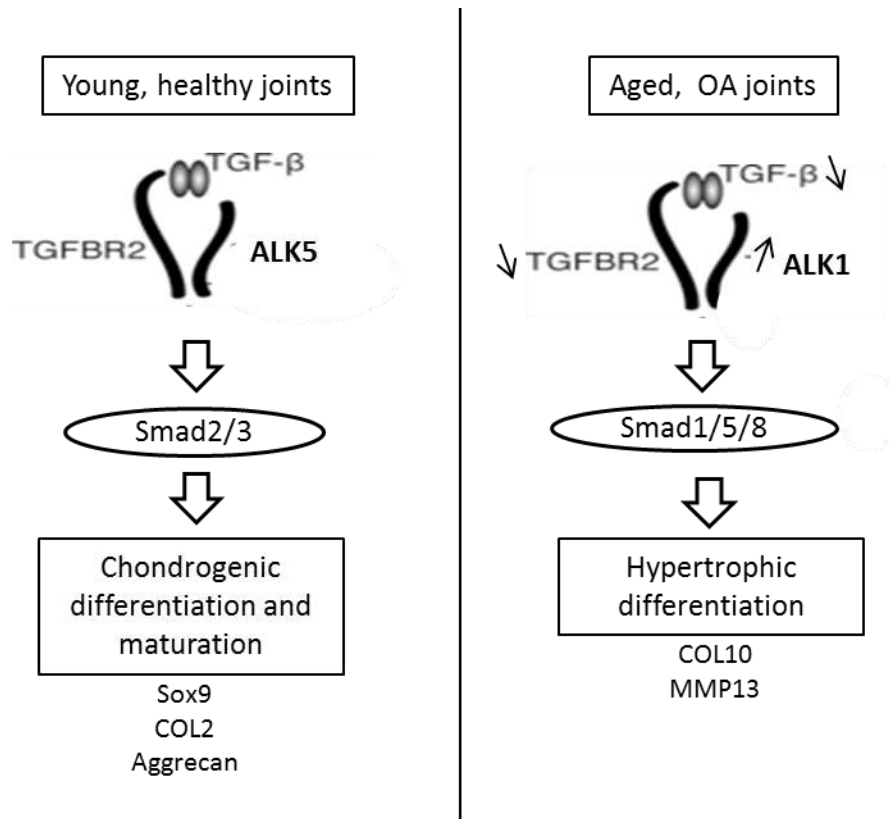 Young, healthy joints
TGF-β
TGFBR2
ALK5
Smad2/3
Chondrogenic
differentiation and
maturation
Sox9
COL2
Aggrecan
Aged, OA joints
TGF-β
TGFBR2
ALK1
Smad1/5/8
Hypertrophic
differentiation
COL10
MMP13